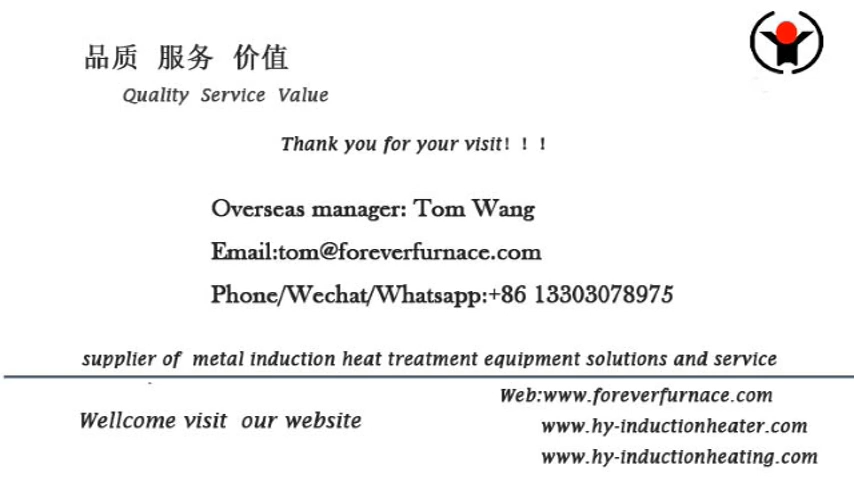 品质 服务 价值
Quality Service Value
Thank you for your visit！！！
Overseas manager: Tom Wang
Email:tom@foreverfurnace.com
Phone/Wechat/Whatsapp:+86 13303078975
supplier of metal induction heat treatment equipment solutions and service
Wellcome visit our website
Web:www.foreverfurnace.com
www.hy-inductionheater.com
www.hy-inductionheating.com